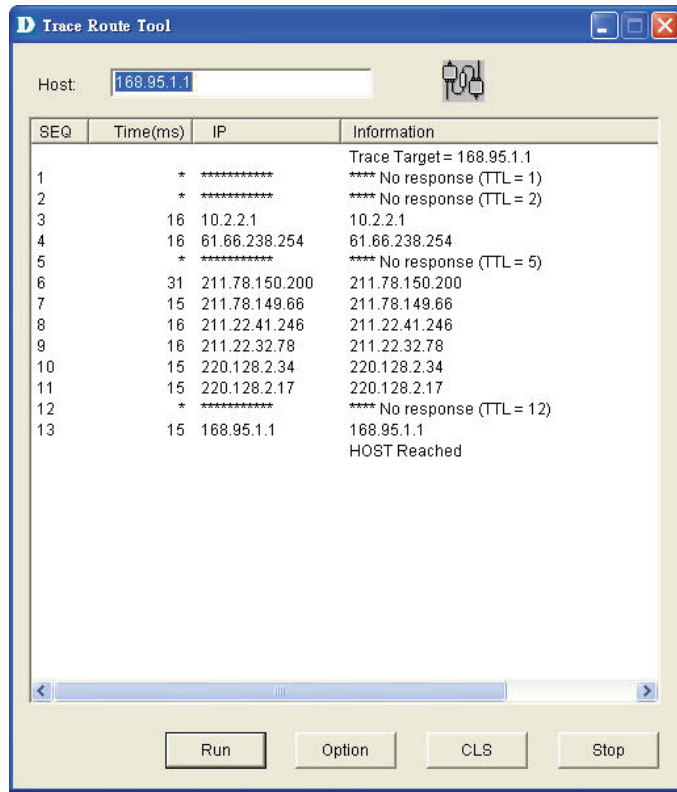 D Trace Route Tool
Host: 168.95.1.1
SEQ Time(ms) IP Information
Trace Target = 168.95.1.1
1 * *********** **** No response (TTL = 1)
2 * *********** **** No response (TTL = 2)
3 16 10.2.2.1 10.2.2.1
4 16 61.66.238.254 61.66.238.254
5 * *********** **** No response (TTL = 5)
6 31 211.78.150.200 211.78.150.200
7 15 211.78.149.66 211.78.149.66
8 16 211.22.41.246 211.22.41.246
9 16 211.22.32.78 211.22.32.78
10 15 220.128.2.34 220.128.2.34
11 15 220.128.2.17 220.128.2.17
12 * *********** **** No response (TTL = 12)
13 15 168.95.1.1 168.95.1.1
HOST Reached
Run Option CLS Stop